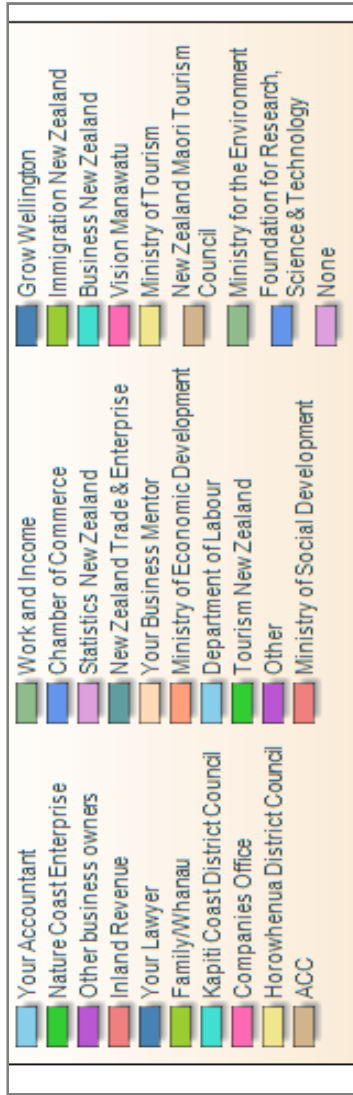 Your Accountant
Nature Coast Enterprise
Other business owners
Inland Revenue
Your Lawyer
Family/Whanau
Kapiti Coast District Council
Companies Office
Horowhenua District Council
ACC
Work and Income
Chamber of Commerce
Statistics New Zealand
New Zealand Trade & Enterprise
Your Business Mentor
Ministry of Economic Development
Department of Labour
Tourism New Zealand
Other
Ministry of Social Development
Grow Wellington
Immigration New Zealand
Business New Zealand
Vision Manawatu
Ministry of Tourism
New Zealand Maori Tourism
Council
Ministry for the Environment
Foundation for Research,
Science & Technology
None